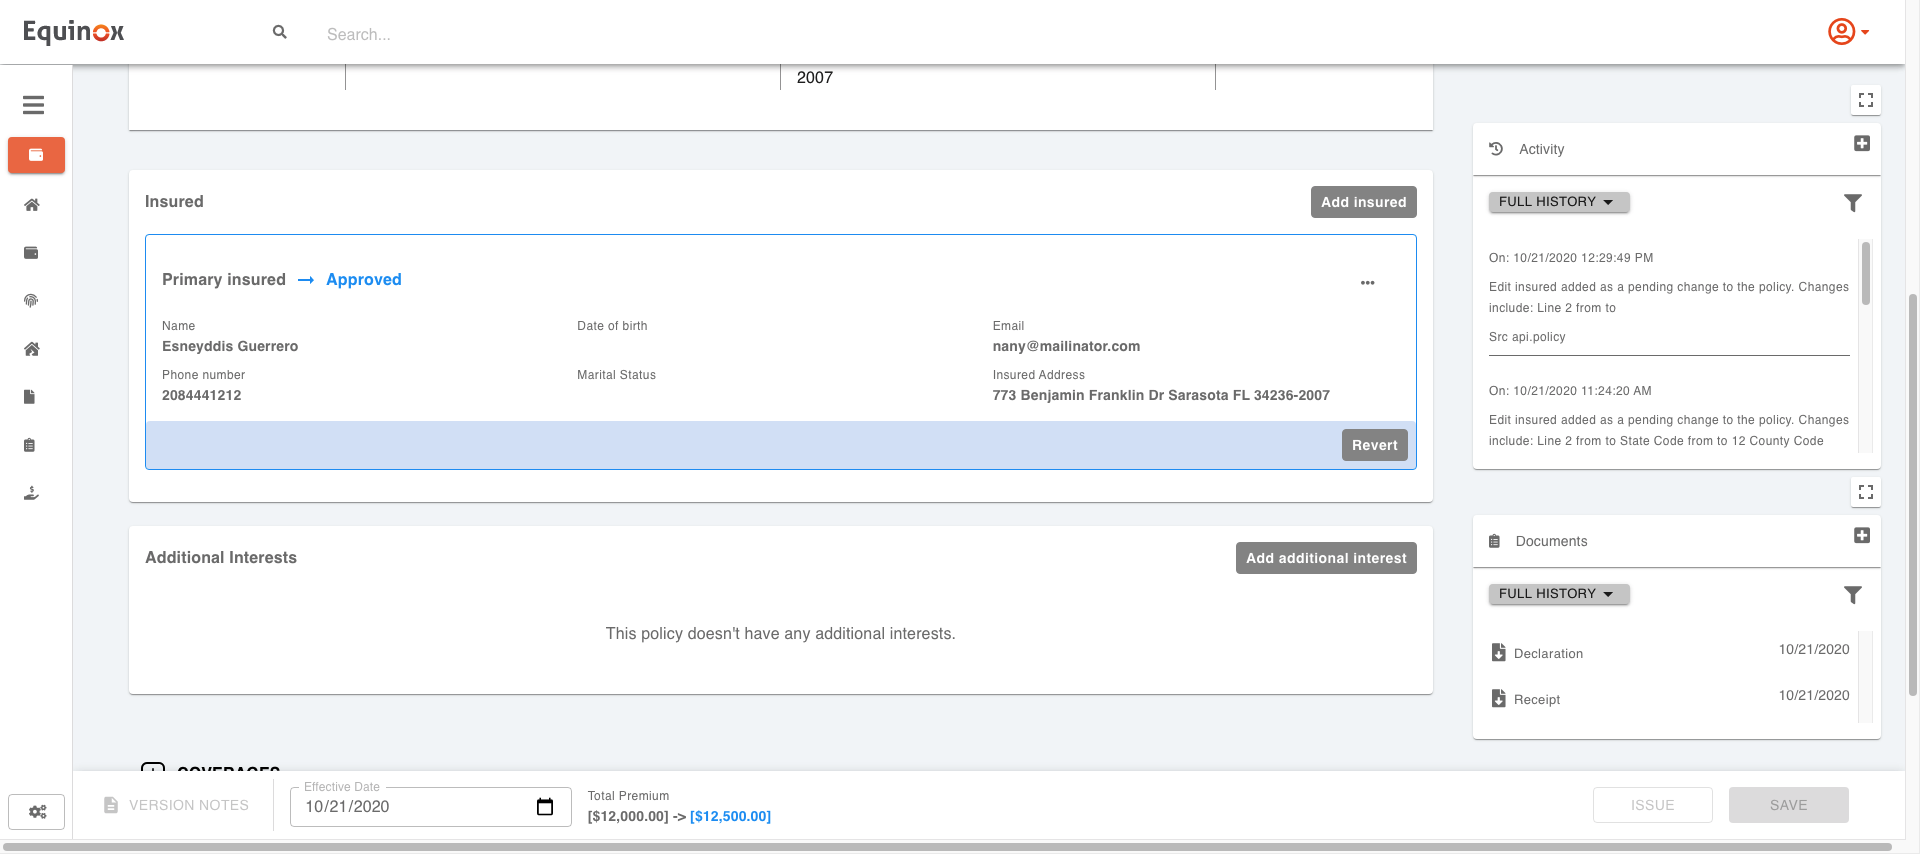 Equinox
Search...
2007
Insured
Add insured
Primary insured → Approved
Name
Date of birth
Email
Esneyddis Guerrero
nany@mailinator.com
Phone number
Marital Status
Insured Address
2084441212
773 Benjamin Franklin Dr Sarasota FL 34236-2007
Revert
Additional Interests
Add additional interest
This policy doesn't have any additional interests.
COVERAGES
Activity
FULL HISTORY
On: 10/21/2020 12:29:49 PM
Edit insured added as a pending change to the policy. Changes
include: Line 2 from to
Src api.policy
On: 10/21/2020 11:24:20 AM
Edit insured added as a pending change to the policy. Changes
include: Line 2 from to State Code from to 12 County Code
Documents
FULL HISTORY
Declaration 10/21/2020
Receipt 10/21/2020
VERSION NOTES
Effective Date
10/21/2020
Total Premium
[$12,000.00] -> [$12,500.00]
ISSUE
SAVE